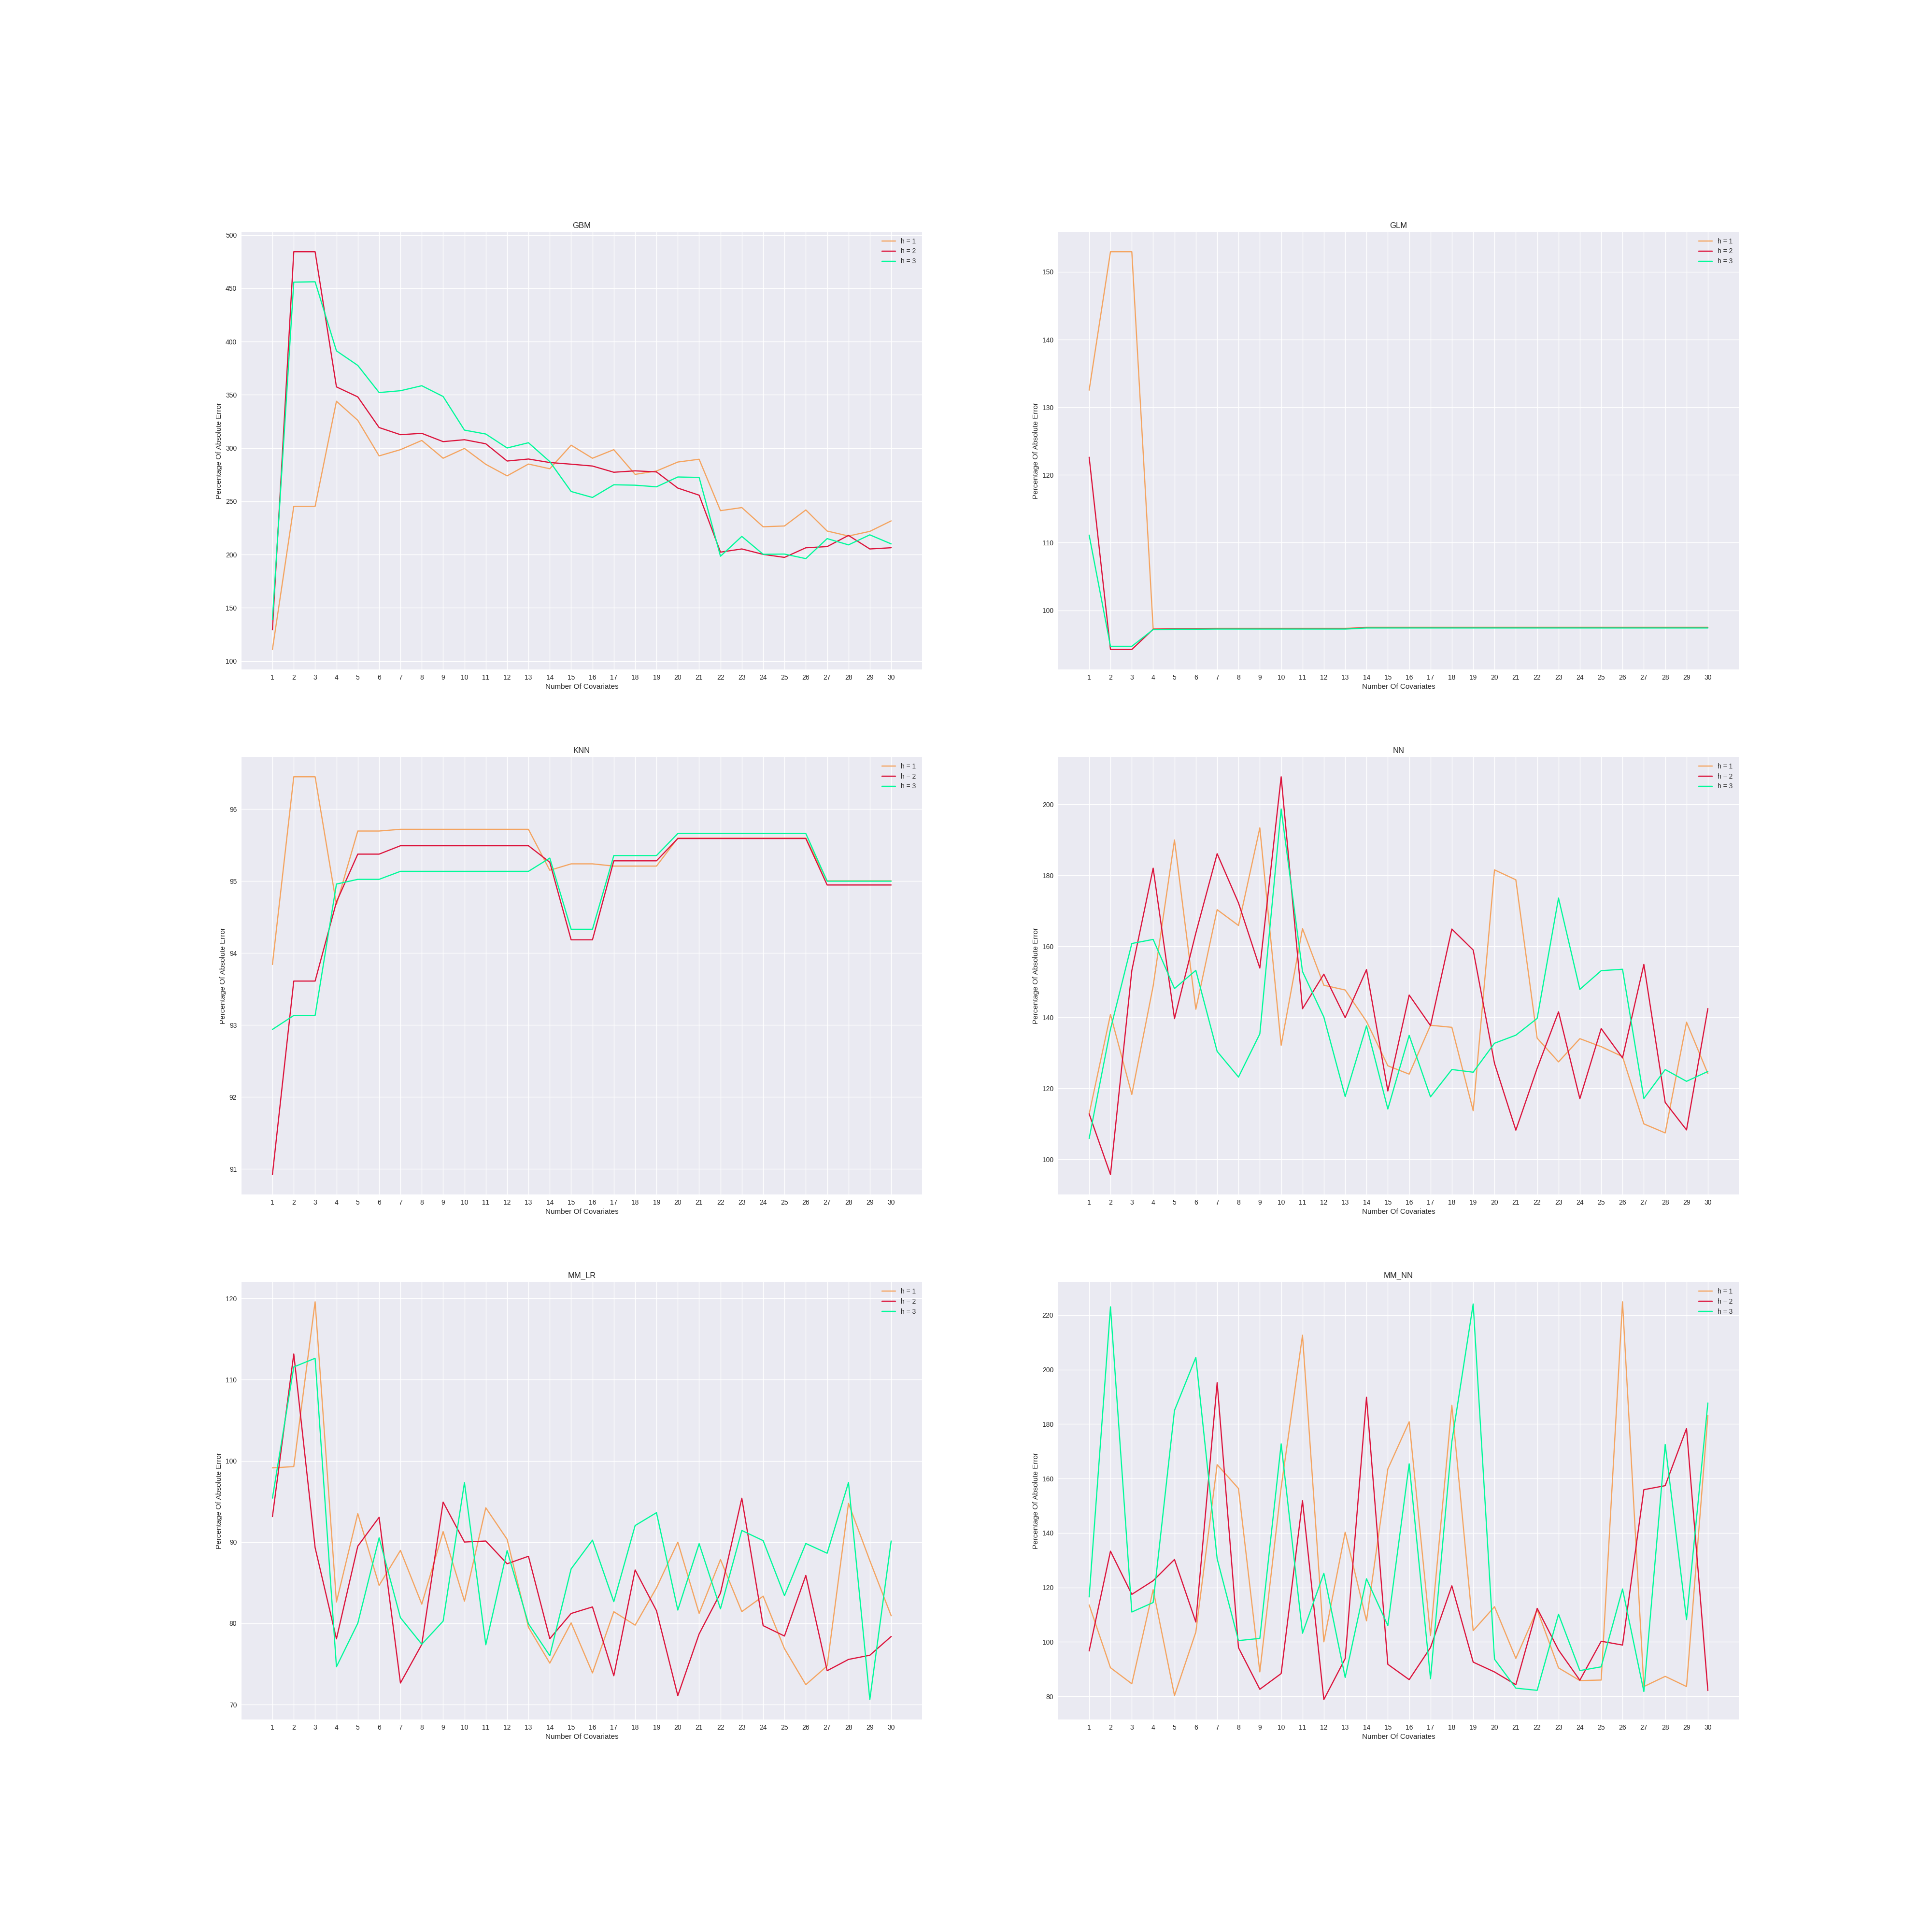 GBM
h = 1
h = 2
h = 3
500
450
400
350
300
250
200
150
100
Percentage Of Absolute Error
1 2 3 4 5 6 7 8 9 10 11 12 13 14 15 16 17 18 19 20 21 22 23 24 25 26 27 28 29 30
Number Of Covariates
GLM
h = 1
h = 2
h = 3
150
140
130
120
110
100
Percentage Of Absolute Error
1 2 3 4 5 6 7 8 9 10 11 12 13 14 15 16 17 18 19 20 21 22 23 24 25 26 27 28 29 30
Number Of Covariates
KNN
h = 1
h = 2
h = 3
96
95
94
93
92
91
Percentage Of Absolute Error
1 2 3 4 5 6 7 8 9 10 11 12 13 14 15 16 17 18 19 20 21 22 23 24 25 26 27 28 29 30
Number Of Covariates
NN
h = 1
h = 2
h = 3
200
180
160
140
120
100
Percentage Of Absolute Error
1 2 3 4 5 6 7 8 9 10 11 12 13 14 15 16 17 18 19 20 21 22 23 24 25 26 27 28 29 30
Number Of Covariates
MM_LR
h = 1
h = 2
h = 3
120
110
100
90
80
70
Percentage Of Absolute Error
1 2 3 4 5 6 7 8 9 10 11 12 13 14 15 16 17 18 19 20 21 22 23 24 25 26 27 28 29 30
Number Of Covariates
MM_NN
h = 1
h = 2
h = 3
220
200
180
160
140
120
100
80
Percentage Of Absolute Error
1 2 3 4 5 6 7 8 9 10 11 12 13 14 15 16 17 18 19 20 21 22 23 24 25 26 27 28 29 30
Number Of Covariates